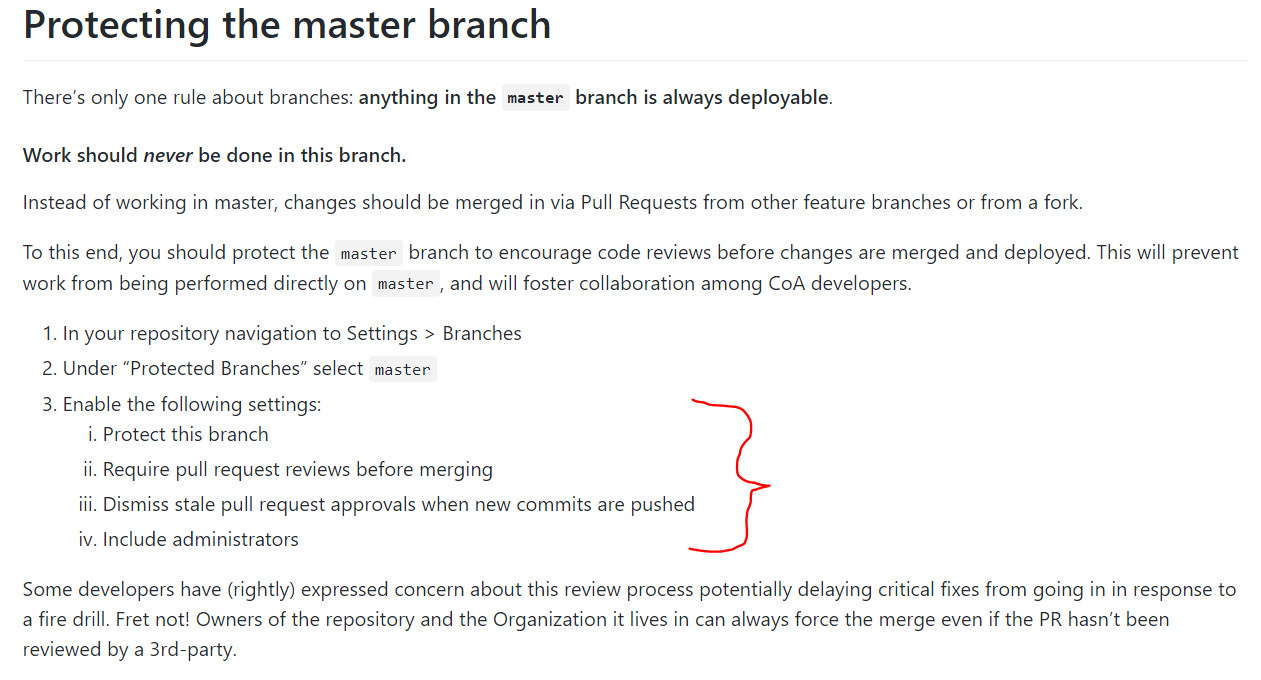 Protecting the master branch
There’s only one rule about branches: anything in the master branch is always deployable.
Work should never be done in this branch.
Instead of working in master, changes should be merged in via Pull Requests from other feature branches or from a fork.
To this end, you should protect the master branch to encourage code reviews before changes are merged and deployed. This will prevent
work from being performed directly on master, and will foster collaboration among CoA developers.
1. In your repository navigation to Settings > Branches
2. Under “Protected Branches” select master
3. Enable the following settings:
i. Protect this branch
ii. Require pull request reviews before merging
iii. Dismiss stale pull request approvals when new commits are pushed
iv. Include administrators
Some developers have (rightly) expressed concern about this review process potentially delaying critical fixes from going in in response to
a fire drill. Fret not! Owners of the repository and the Organization it lives in can always force the merge even if the PR hasn’t been
reviewed by a 3rd-party.